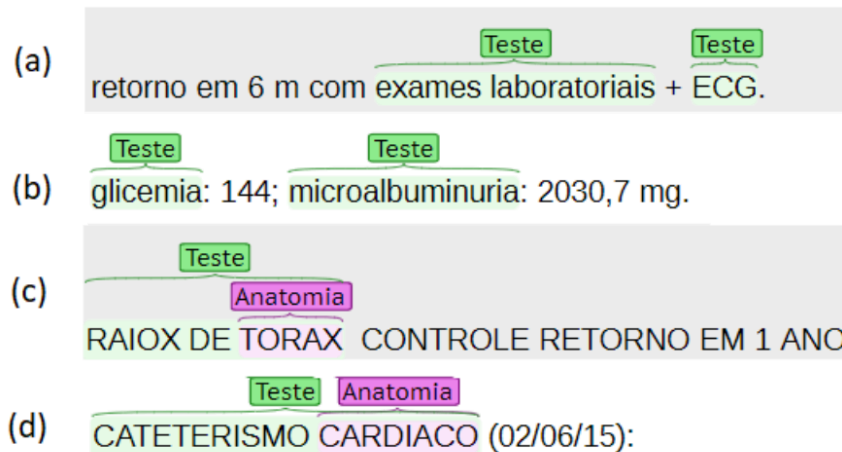 Teste Teste
(a) retorno em 6 m com exames laboratoriais + ECG.
Teste Teste
(b) glicemia: 144; microalbuminuria: 2030,7 mg.
Teste
Anatomia
(c) RAIOX DE TORAX CONTROLE RETORNO EM 1 ANO
Teste Anatomia
(d) CATETERISMO CARDIACO (02/06/15):